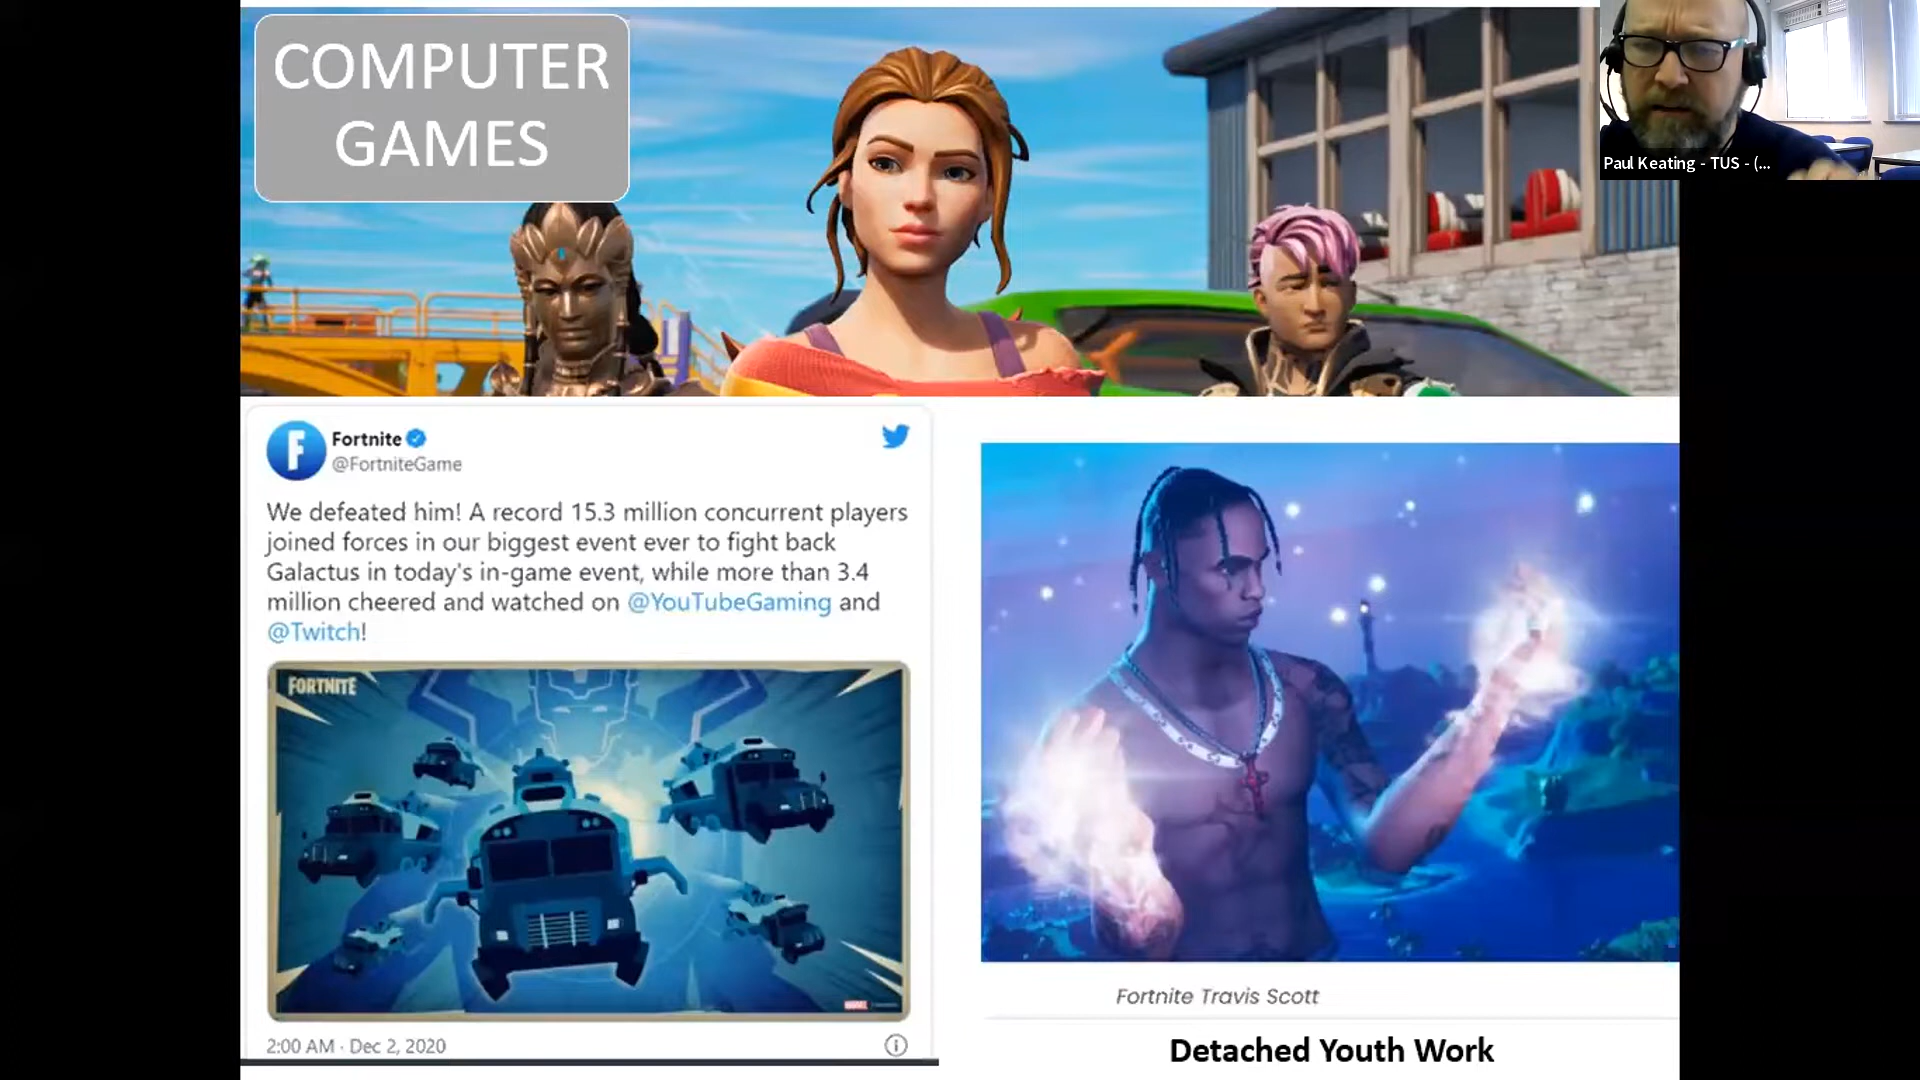 COMPUTER
GAMES
Paul Keating - TUS - (...
Fortnite
@FortniteGame
We defeated him! A record 15.3 million concurrent players
joined forces in our biggest event ever to fight back
Galactus in today's in-game event, while more than 3.4
million cheered and watched on @YouTubeGaming and
@Twitch!
FORTNITE
MARVEL
2:00 AM · Dec 2, 2020
Fortnite Travis Scott
Detached Youth Work